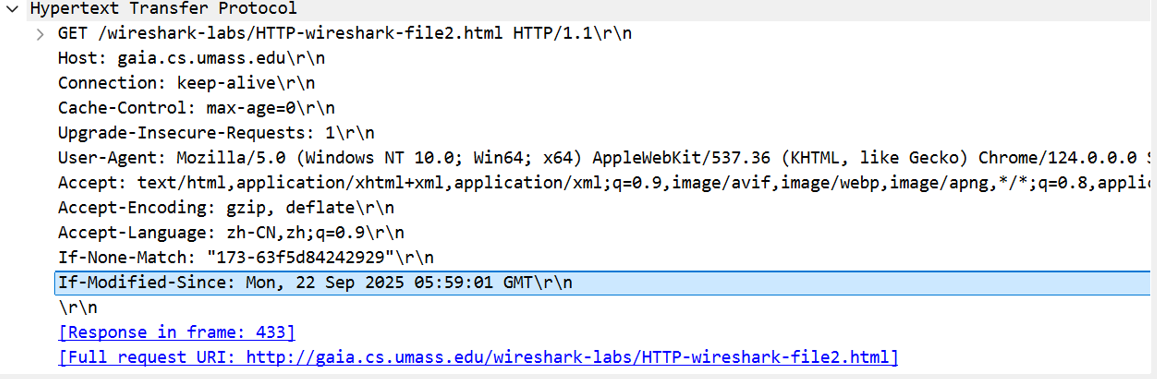 Hypertext Transfer Protocol
GET /wireshark-labs/HTTP-wireshark-file2.html HTTP/1.1\r\n
Host: gaia.cs.umass.edu\r\n
Connection: keep-alive\r\n
Cache-Control: max-age=0\r\n
Upgrade-Insecure-Requests: 1\r\n
User-Agent: Mozilla/5.0 (Windows NT 10.0; Win64; x64) AppleWebKit/537.36 (KHTML, like Gecko) Chrome/124.0.0.0
Accept: text/html,application/xhtml+xml,application/xml;q=0.9,image/avif,image/webp,image/apng,*/*;q=0.8,applic
Accept-Encoding: gzip, deflate\r\n
Accept-Language: zh-CN,zh;q=0.9\r\n
If-None-Match: "173-63f5d84242929"\r\n
If-Modified-Since: Mon, 22 Sep 2025 05:59:01 GMT\r\n
\r\n
[Response in frame: 433]
[Full request URI: http://gaia.cs.umass.edu/wireshark-labs/HTTP-wireshark-file2.html]